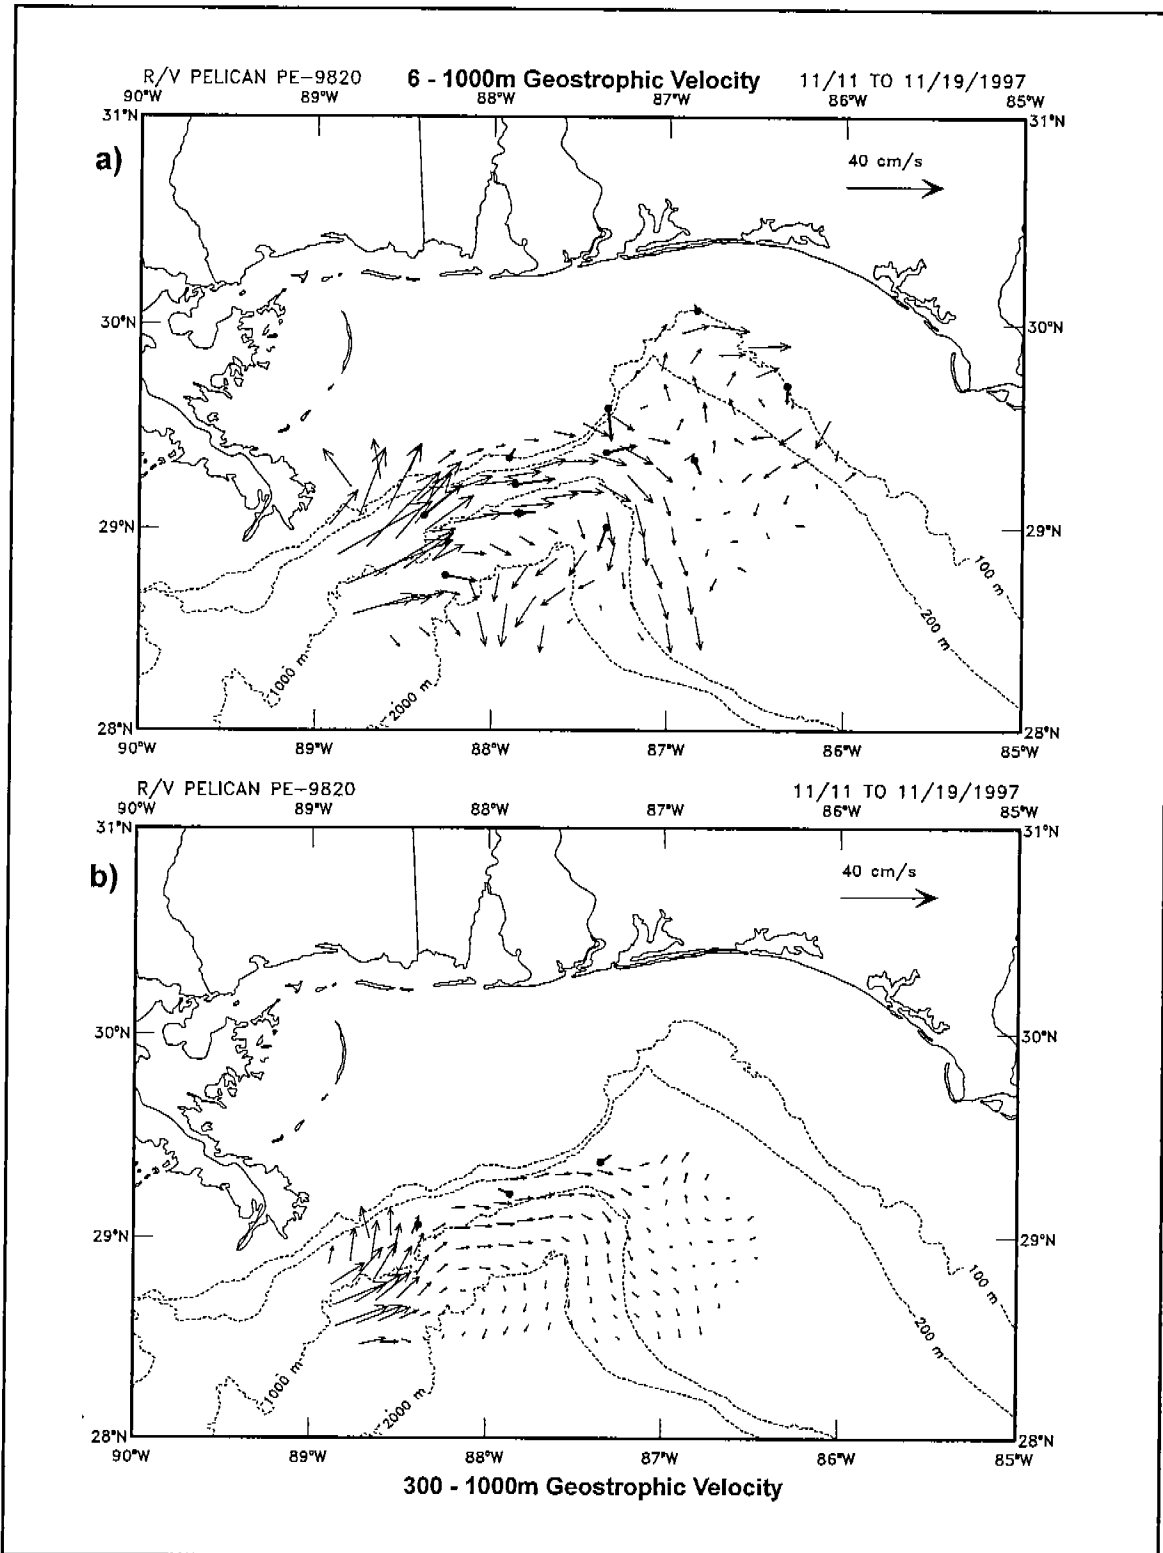 R/V PELICAN PE-9820 6 - 1000m Geostrophic Velocity 11/11 TO 11/19/1997
90°W 89°W 88°W 87°W 86°W 85°W
31°N 31°N
a)
40 cm/s
30°N 30°N
29°N 29°N
100 m
200 m
1000 m
2000 m
28°N 28°N
90°W 89°W 88°W 87°W 86°W 85°W
R/V PELICAN PE-9820 11/11 TO 11/19/1997
90°W 89°W 88°W 87°W 86°W 85°W
31°N 31°N
b)
40 cm/s
30°N 30°N
29°N 29°N
100 m
200 m
1000 m
2000 m
28°N 28°N
90°W 89°W 88°W 87°W 86°W 85°W
300 - 1000m Geostrophic Velocity